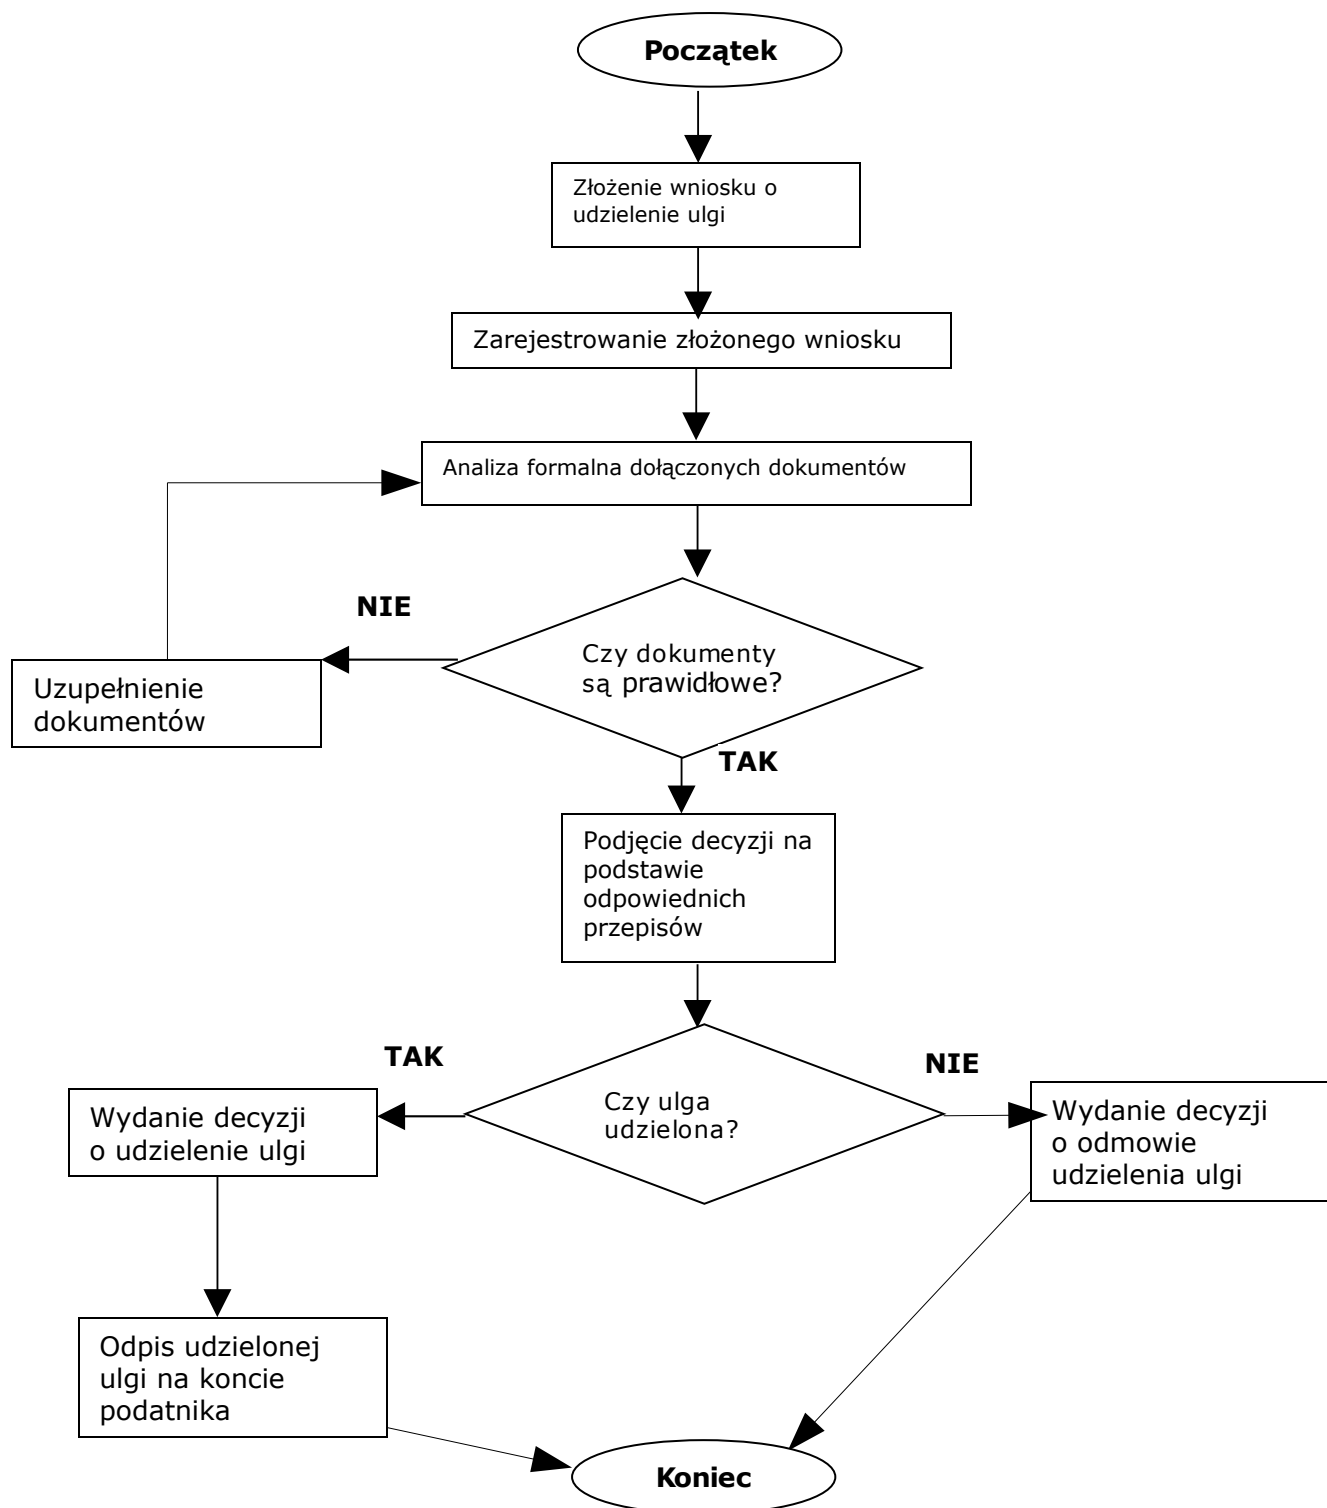 Początek
Złożenie wniosku o
udzielenie ulgi
Zarejestrowanie złożonego wniosku
Analiza formalna dołączonych dokumentów
NIE
Czy dokumenty
są prawidłowe?
Uzupełnienie
dokumentów
TAK
Podjęcie decyzji na
podstawie
odpowiednich
przepisów
TAK
NIE
Wydanie decyzji
o udzielenie ulgi
Czy ulga
udzielona?
Wydanie decyzji
o odmowie
udzielenia ulgi
Odpis udzielonej
ulgi na koncie
podatnika
Koniec